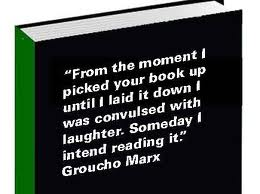 “From the moment I
picked your book up
until I laid it down I
was convulsed with
laughter. Someday I
intend reading it.”
Groucho Marx